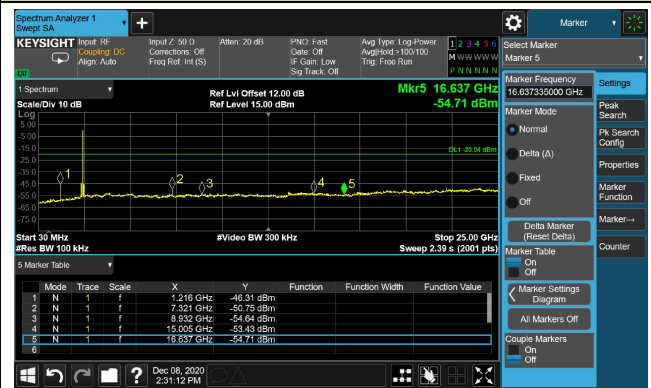 Spectrum Analyzer 1
Swept SA
+
Marker
KEYSIGHT
Input: RF
Coupling: DC
Align: Auto
Input Z: 50 Ω
Corrections: Off
Freq Ref: Int (S)
Atten: 20 dB
PNO: Fast
Gate: Off
IF Gain: Low
Sig Track: Off
Avg Type: Log-Power
Avg|Hold:>100/100
Trig: Free Run
1 2 3 4 5 6
M W W W W W
P N N N N N
Select Marker
Marker 5
1 Spectrum
Scale/Div 10 dB
Ref Lvl Offset 12.00 dB
Ref Level 15.00 dBm
Mkr5 16.637 GHz
-54.71 dBm
Log
5.00
-5.00
-15.0
-25.0
-35.0
-45.0
-55.0
-65.0
-75.0
DL1 -20.04 dBm
1
2
3
4
5
Start 30 MHz
#Res BW 100 kHz
#Video BW 300 kHz
Stop 25.00 GHz
Sweep 2.39 s (2001 pts)
5 Marker Table
Mode Trace Scale X Y Function Function Width Function Value
1 N 1 f 1.216 GHz -46.31 dBm
2 N 1 f 7.321 GHz -50.75 dBm
3 N 1 f 8.932 GHz -54.64 dBm
4 N 1 f 15.005 GHz -53.43 dBm
5 N 1 f 16.637 GHz -54.71 dBm
6
Marker Frequency
16.637335000 GHz
Marker Mode
Normal
Delta (Δ)
Fixed
Off
Delta Marker
(Reset Delta)
Marker Table
On
Off
Marker Settings
Diagram
All Markers Off
Couple Markers
On
Off
Settings
Peak
Search
Pk Search
Config
Properties
Marker
Function
Marker→
Counter
?
Dec 08, 2020
2:31:12 PM